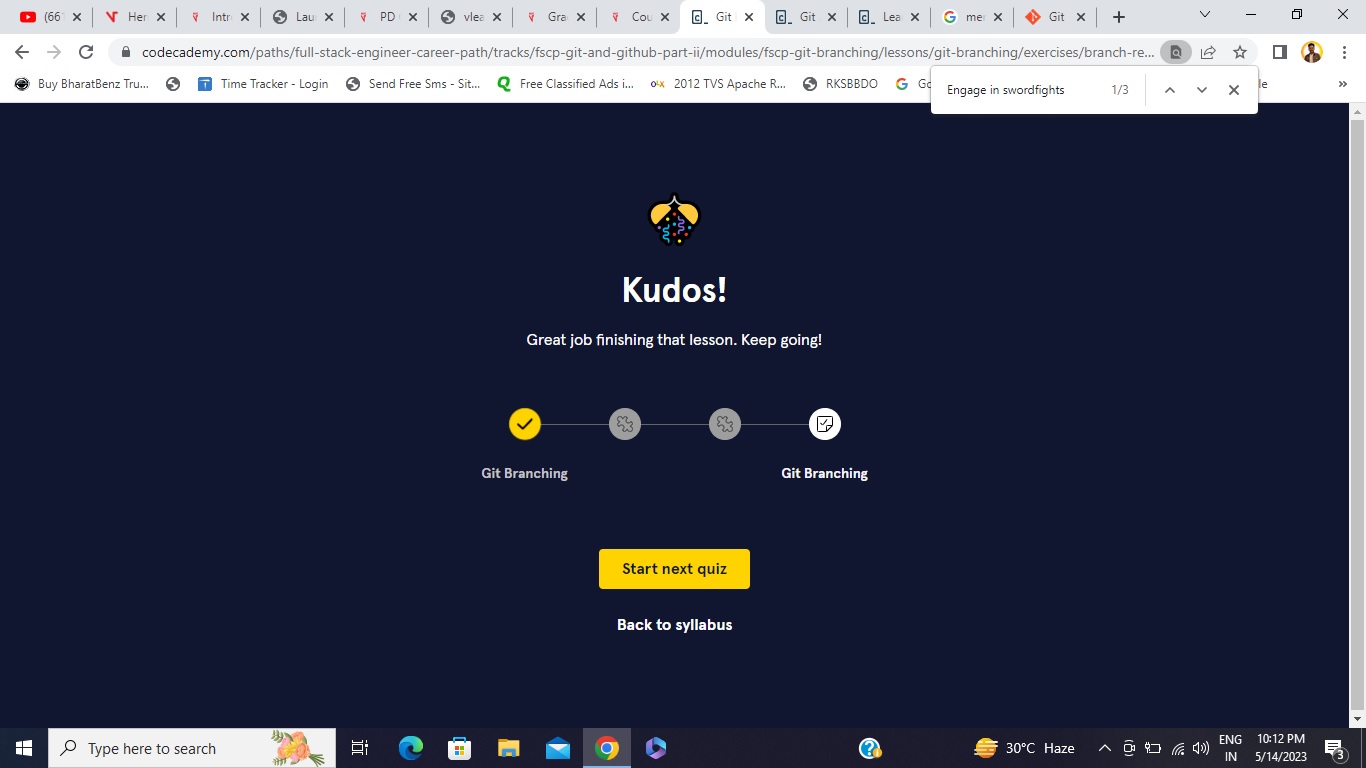 (66
Her
Intr
Lau
PD
vlea
Gra
Cou
Git
Git
Lea
mer
Git
codecademy.com/paths/full-stack-engineer-career-path/tracks/fscp-git-and-github-part-ii/modules/fscp-git-branching/lessons/git-branching/exercises/branch-re...
Buy BharatBenz Tru...
Time Tracker - Login
Send Free Sms - Sit...
Free Classified Ads i...
2012 TVS Apache R...
RKSBBDO
Engage in swordfights 1/3
Kudos!
Great job finishing that lesson. Keep going!
Git Branching
Git Branching
Start next quiz
Back to syllabus
Type here to search
30°C Haze
ENG
IN
10:12 PM
5/14/2023
3